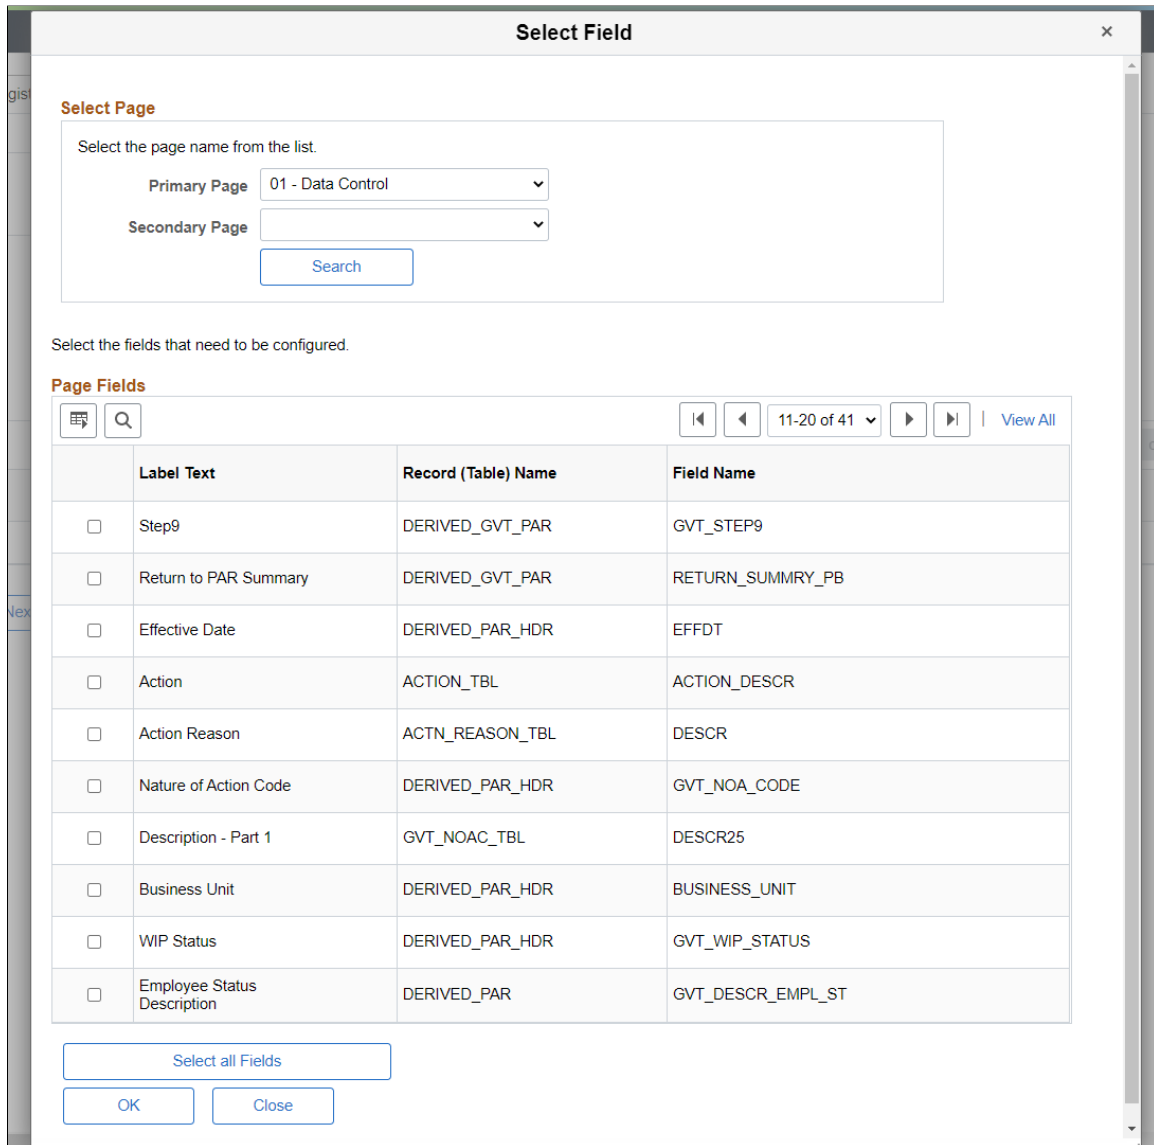 Select Field
×
gist
Select Page
Select the page name from the list.
Primary Page 01 - Data Control
Secondary Page
Search
Select the fields that need to be configured.
Page Fields
11-20 of 41 | View All
Label Text Record (Table) Name Field Name
Step9 DERIVED_GVT_PAR GVT_STEP9
Return to PAR Summary DERIVED_GVT_PAR RETURN_SUMMRY_PB
Effective Date DERIVED_PAR_HDR EFFDT
Nex
Action ACTION_TBL ACTION_DESCR
Action Reason ACTN_REASON_TBL DESCR
Nature of Action Code DERIVED_PAR_HDR GVT_NOA_CODE
Description - Part 1 GVT_NOAC_TBL DESCR25
Business Unit DERIVED_PAR_HDR BUSINESS_UNIT
WIP Status DERIVED_PAR_HDR GVT_WIP_STATUS
Employee Status
Description DERIVED_PAR GVT_DESCR_EMPL_ST
Select all Fields
OK Close